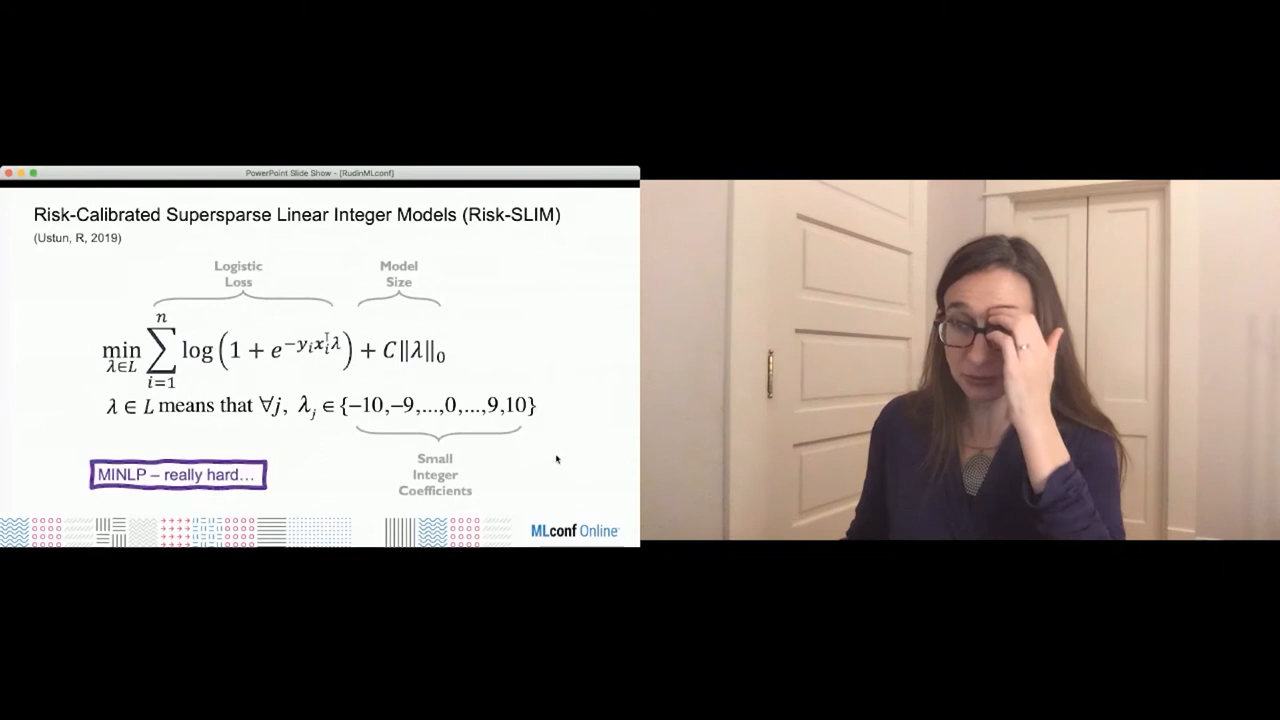 PowerPoint Slide Show - [RudinMLconf]
Risk-Calibrated Supersparse Linear Integer Models (Risk-SLIM)
(Ustun, R, 2019)
Logistic
Loss
Model
Size
min_{λ∈L} ∑_{i=1}^{n} log(1 + e^{−y_i x_i^T λ}) + C‖λ‖_0
λ ∈ L means that ∀j, λ_j ∈ {−10,−9,...,0,...,9,10}
Small
Integer
Coefficients
MINLP – really hard…
MLconf Online